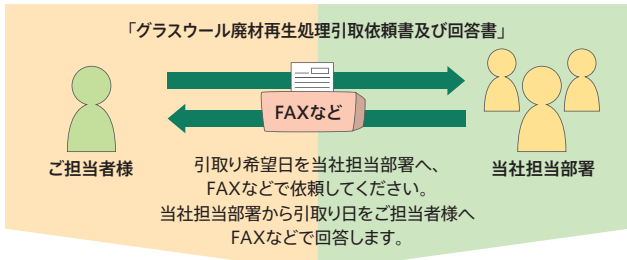 「グラスウール廃材再生処理引取依頼書及び回答書」
FAXなど
ご担当者様
当社担当部署
引取り希望日を当社担当部署へ、
FAXなどで依頼してください。
当社担当部署から引取り日をご担当者様へ
FAXなどで回答します。